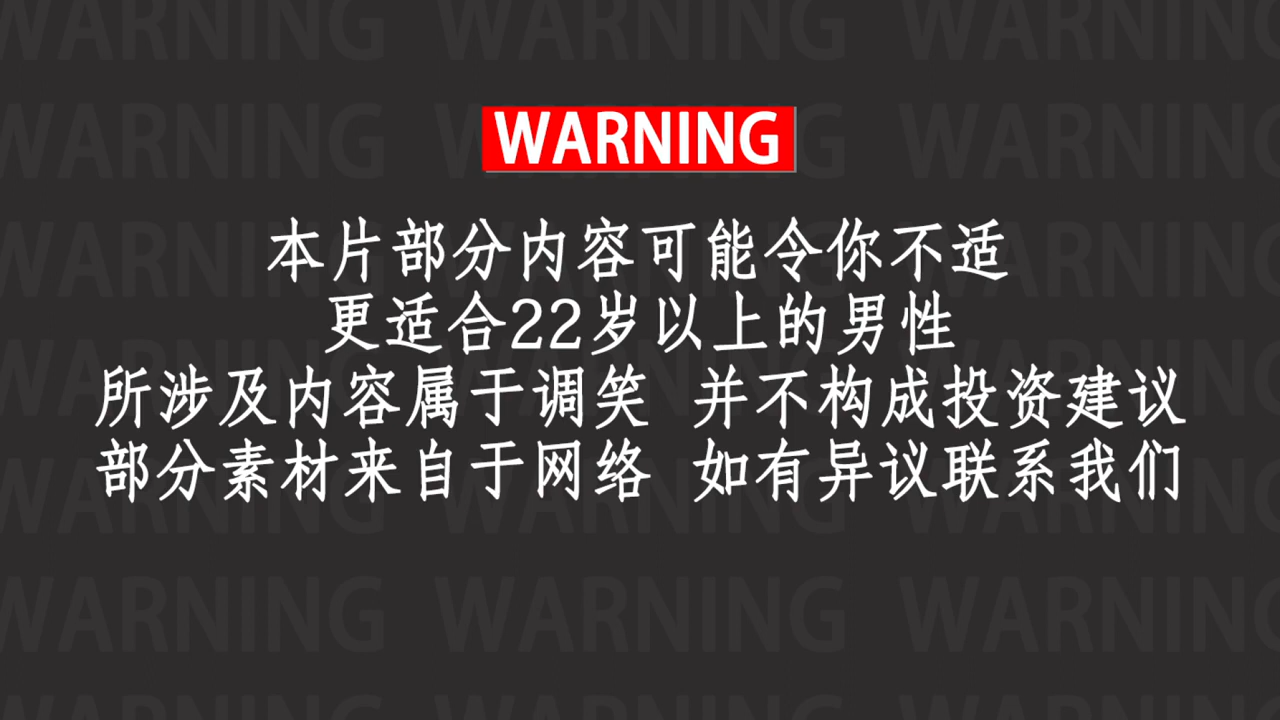 WARNING
本片部分内容可能令你不适
更适合22岁以上的男性
所涉及内容属于调笑 并不构成投资建议
部分素材来自于网络 如有异议联系我们